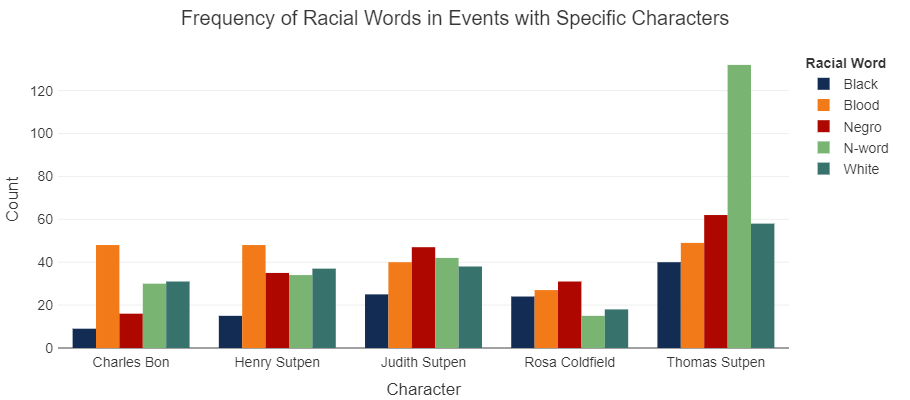 Frequency of Racial Words in Events with Specific Characters
Racial Word
Black
Blood
Negro
N-word
White
Count
120
100
80
60
40
20
0
Charles Bon
Henry Sutpen
Judith Sutpen
Rosa Coldfield
Thomas Sutpen
Character